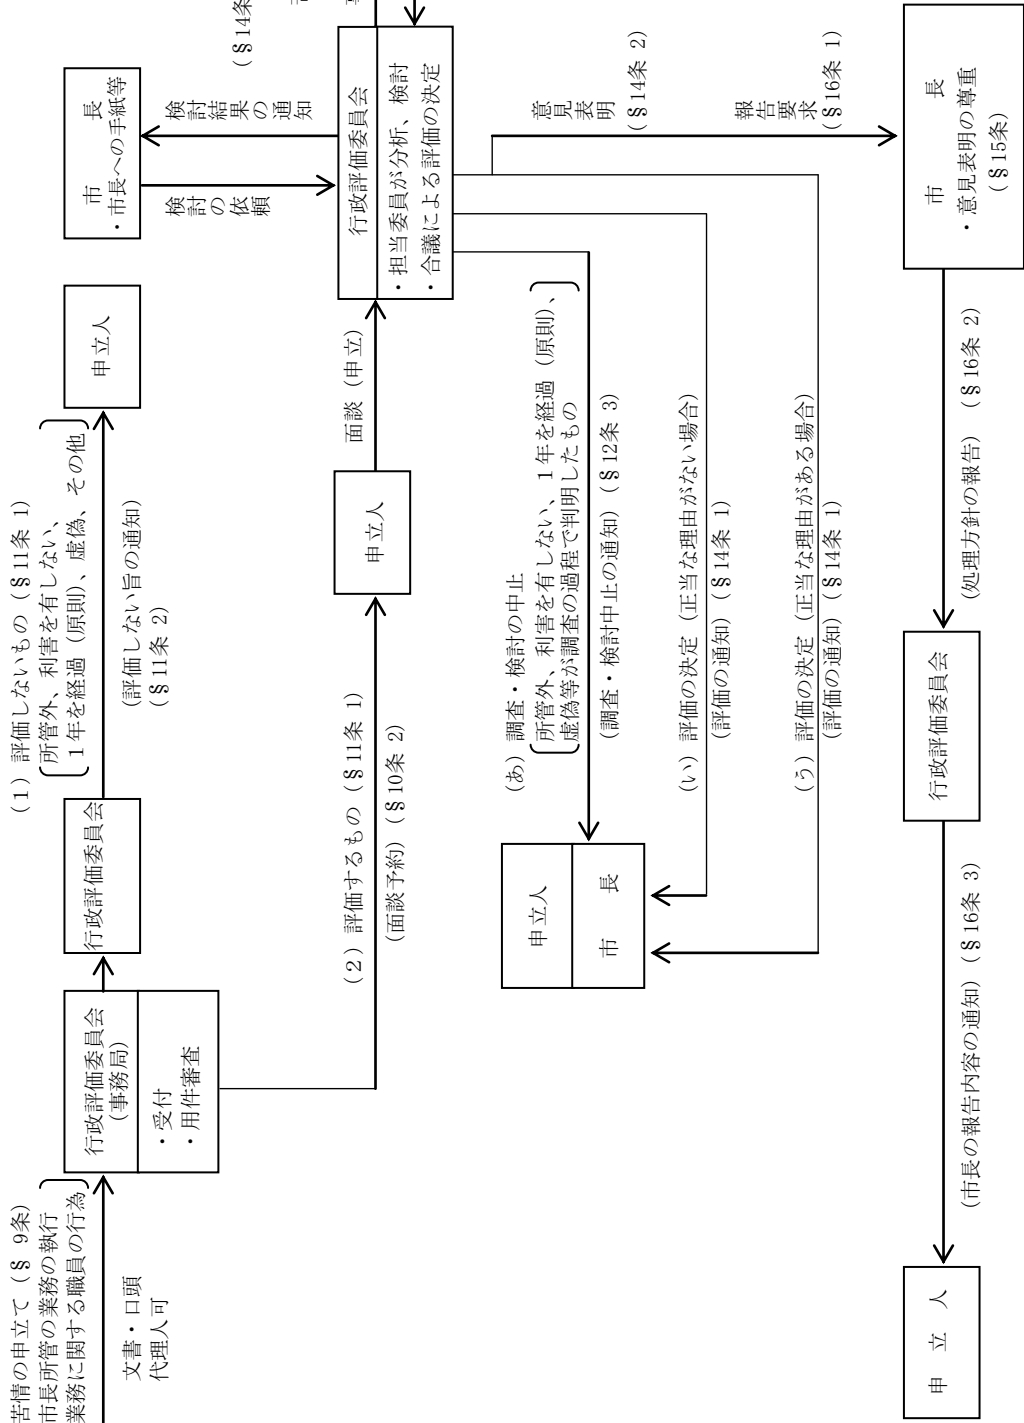 苦情の申立て(§ 9条)
市長所管の業務の執行
業務に関する職員の行為
文書・口頭
代理人可
行政評価委員会
(事務局)
・受付
・用件審査
行政評価委員会
(1)評価しないもの(§11条 1)
所管外、利害を有しない、
1年を経過(原則)、虚偽、その他
(評価しない旨の通知)
(§11条 2)
申立人
市 長
・市長への手紙等
検討の依頼
検討結果の通知
(§14条
(2)評価するもの(§11条 1)
(面談予約)(§10条 2)
申立人
面談(申立)
行政評価委員会
・担当委員が分析、検討
・合議による評価の決定
(あ)調査・検討の中止
所管外、利害を有しない、1年を経過(原則)、
虚偽等が調査の過程で判明したもの
(調査・検討中止の通知)(§12条 3)
申立人
市 長
(い)評価の決定(正当な理由がない場合)
(評価の通知)(§14条 1)
(う)評価の決定(正当な理由がある場合)
(評価の通知)(§14条 1)
意見表明
(§14条 2)
報告要求
(§16条 1)
市 長
・意見表明の尊重
(§15条)
(処理方針の報告) (§16条 2)
行政評価委員会
(市長の報告内容の通知)(§16条 3)
申 立 人